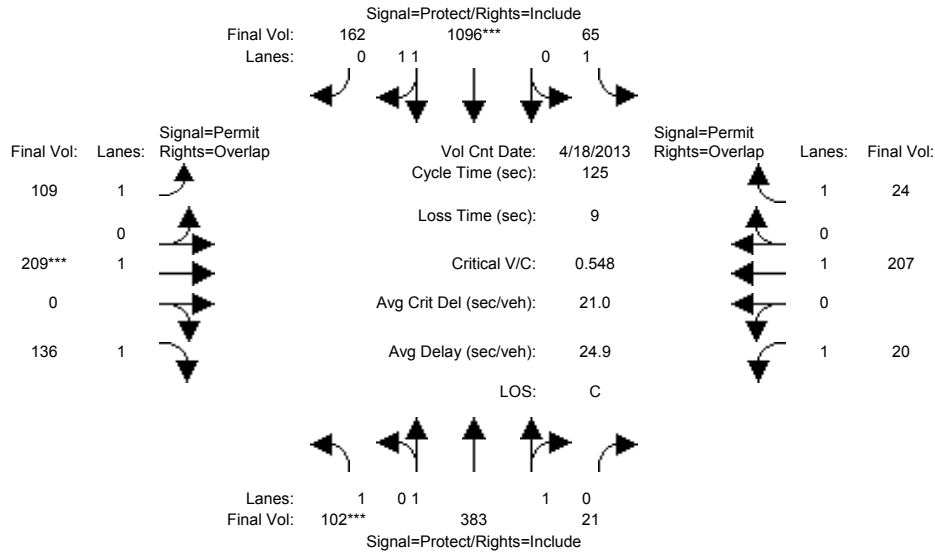 Signal=Protect/Rights=Include
Final Vol: 162 1096*** 65
Lanes: 0 1 1 0 1
Signal=Permit Signal=Permit
Final Vol: Lanes: Rights=Overlap Vol Cnt Date: 4/18/2013 Rights=Overlap Lanes: Final Vol:
Cycle Time (sec): 125
109 1 1 24
Loss Time (sec): 9
0 0
209*** 1 Critical V/C: 0.548 1 207
0 0 Avg Crit Del (sec/veh): 21.0 0
136 1 Avg Delay (sec/veh): 24.9 1 20
LOS: C
Lanes: 1 0 1 1 0
Final Vol: 102*** 383 21
Signal=Protect/Rights=Include